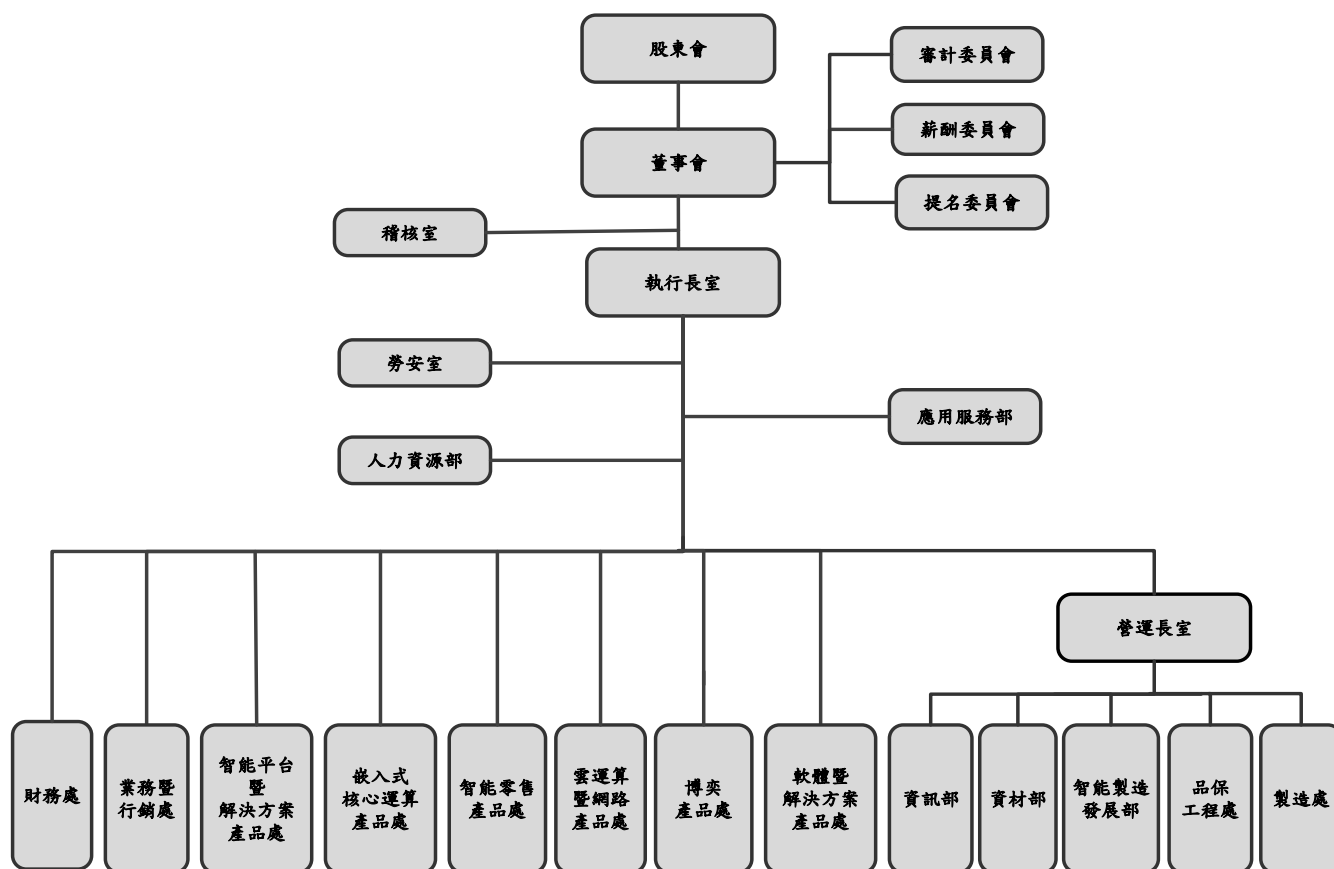 股東會
審計委員會
薪酬委員會
董事會
提名委員會
稽核室
執行長室
勞安室
應用服務部
人力資源部
營運長室
財務處
業務暨
行銷處
智能平台
暨
解決方案
產品處
嵌入式
核心運算
產品處
智能零售
產品處
雲運算
暨網路
產品處
博奕
產品處
軟體暨
解決方案
產品處
資訊部
資材部
智能製造
發展部
品保
工程處
製造處